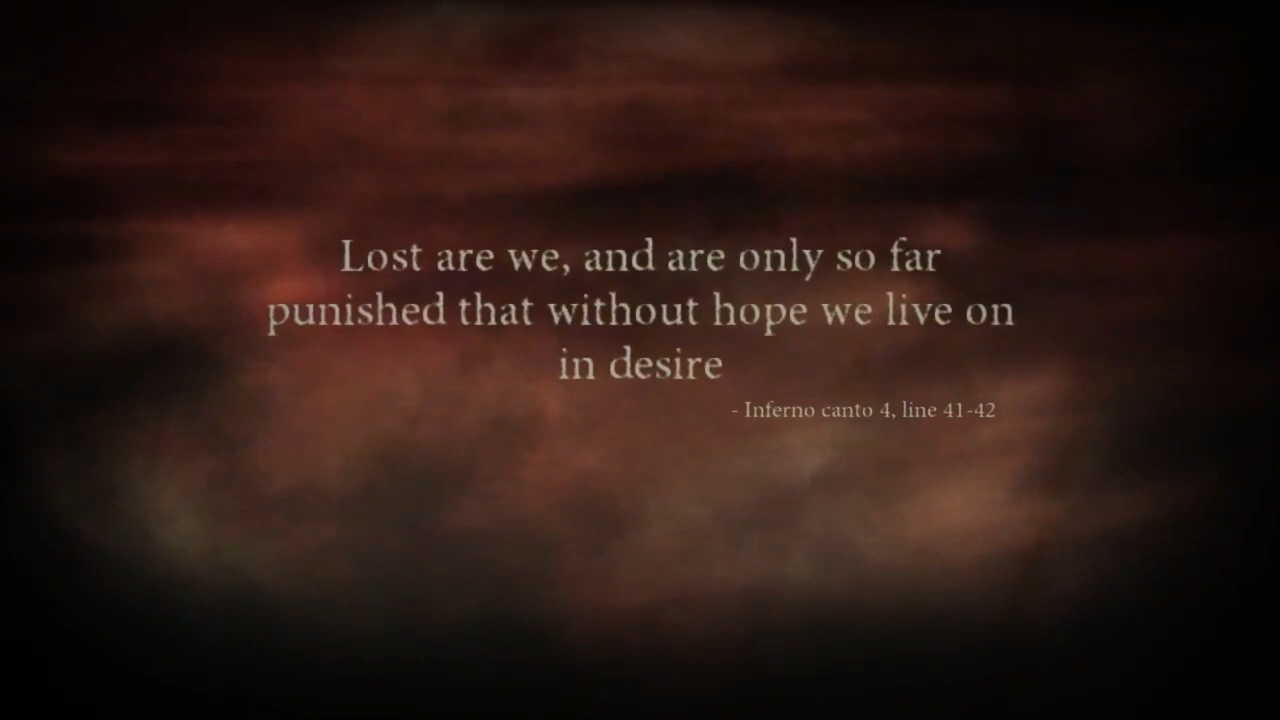 Lost are we, and are only so far
punished that without hope we live on
in desire
- Inferno canto 4, line 41-42